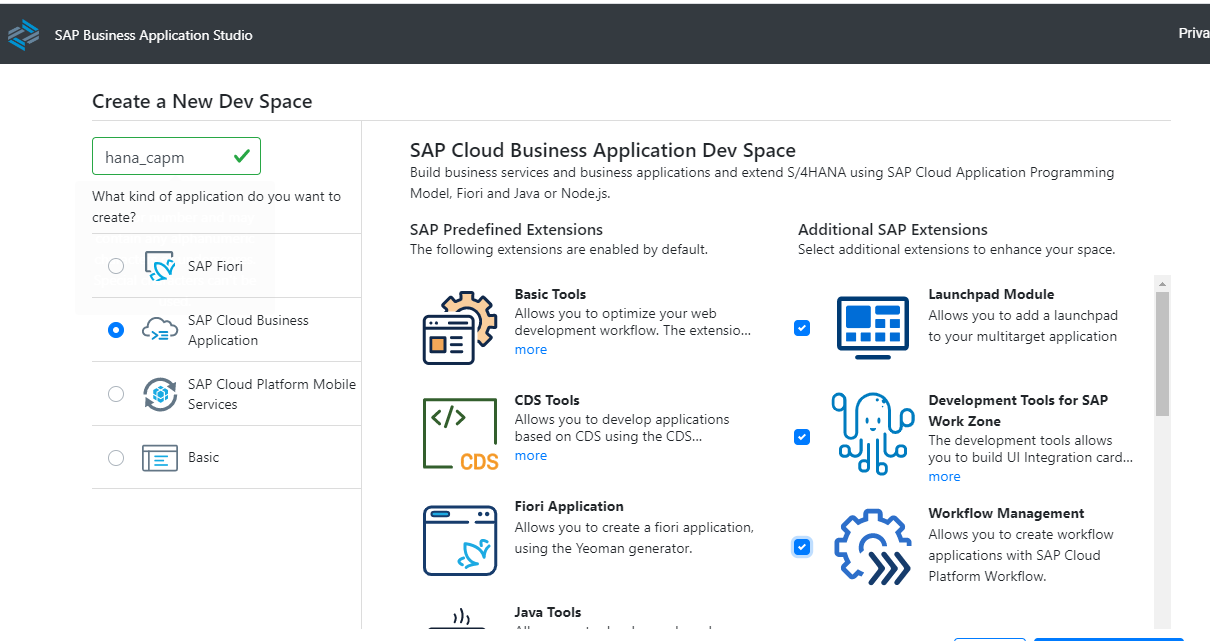 SAP Business Application Studio
Priva
Create a New Dev Space
hana_capm
What kind of application do you want to
create?
SAP Fiori
SAP Cloud Business
Application
SAP Cloud Platform Mobile
Services
Basic
SAP Cloud Business Application Dev Space
Build business services and business applications and extend S/4HANA using SAP Cloud Application Programming
Model, Fiori and Java or Node.js.
SAP Predefined Extensions
The following extensions are enabled by default.
Basic Tools
Allows you to optimize your web
development workflow. The extensio...
more
CDS Tools
Allows you to develop applications
based on CDS using the CDS...
more
CDS
Fiori Application
Allows you to create a fiori application,
using the Yeoman generator.
Java Tools
Additional SAP Extensions
Select additional extensions to enhance your space.
Launchpad Module
Allows you to add a launchpad
to your multitarget application
Development Tools for SAP
Work Zone
The development tools allows
you to build UI Integration card...
more
Workflow Management
Allows you to create workflow
applications with SAP Cloud
Platform Workflow.